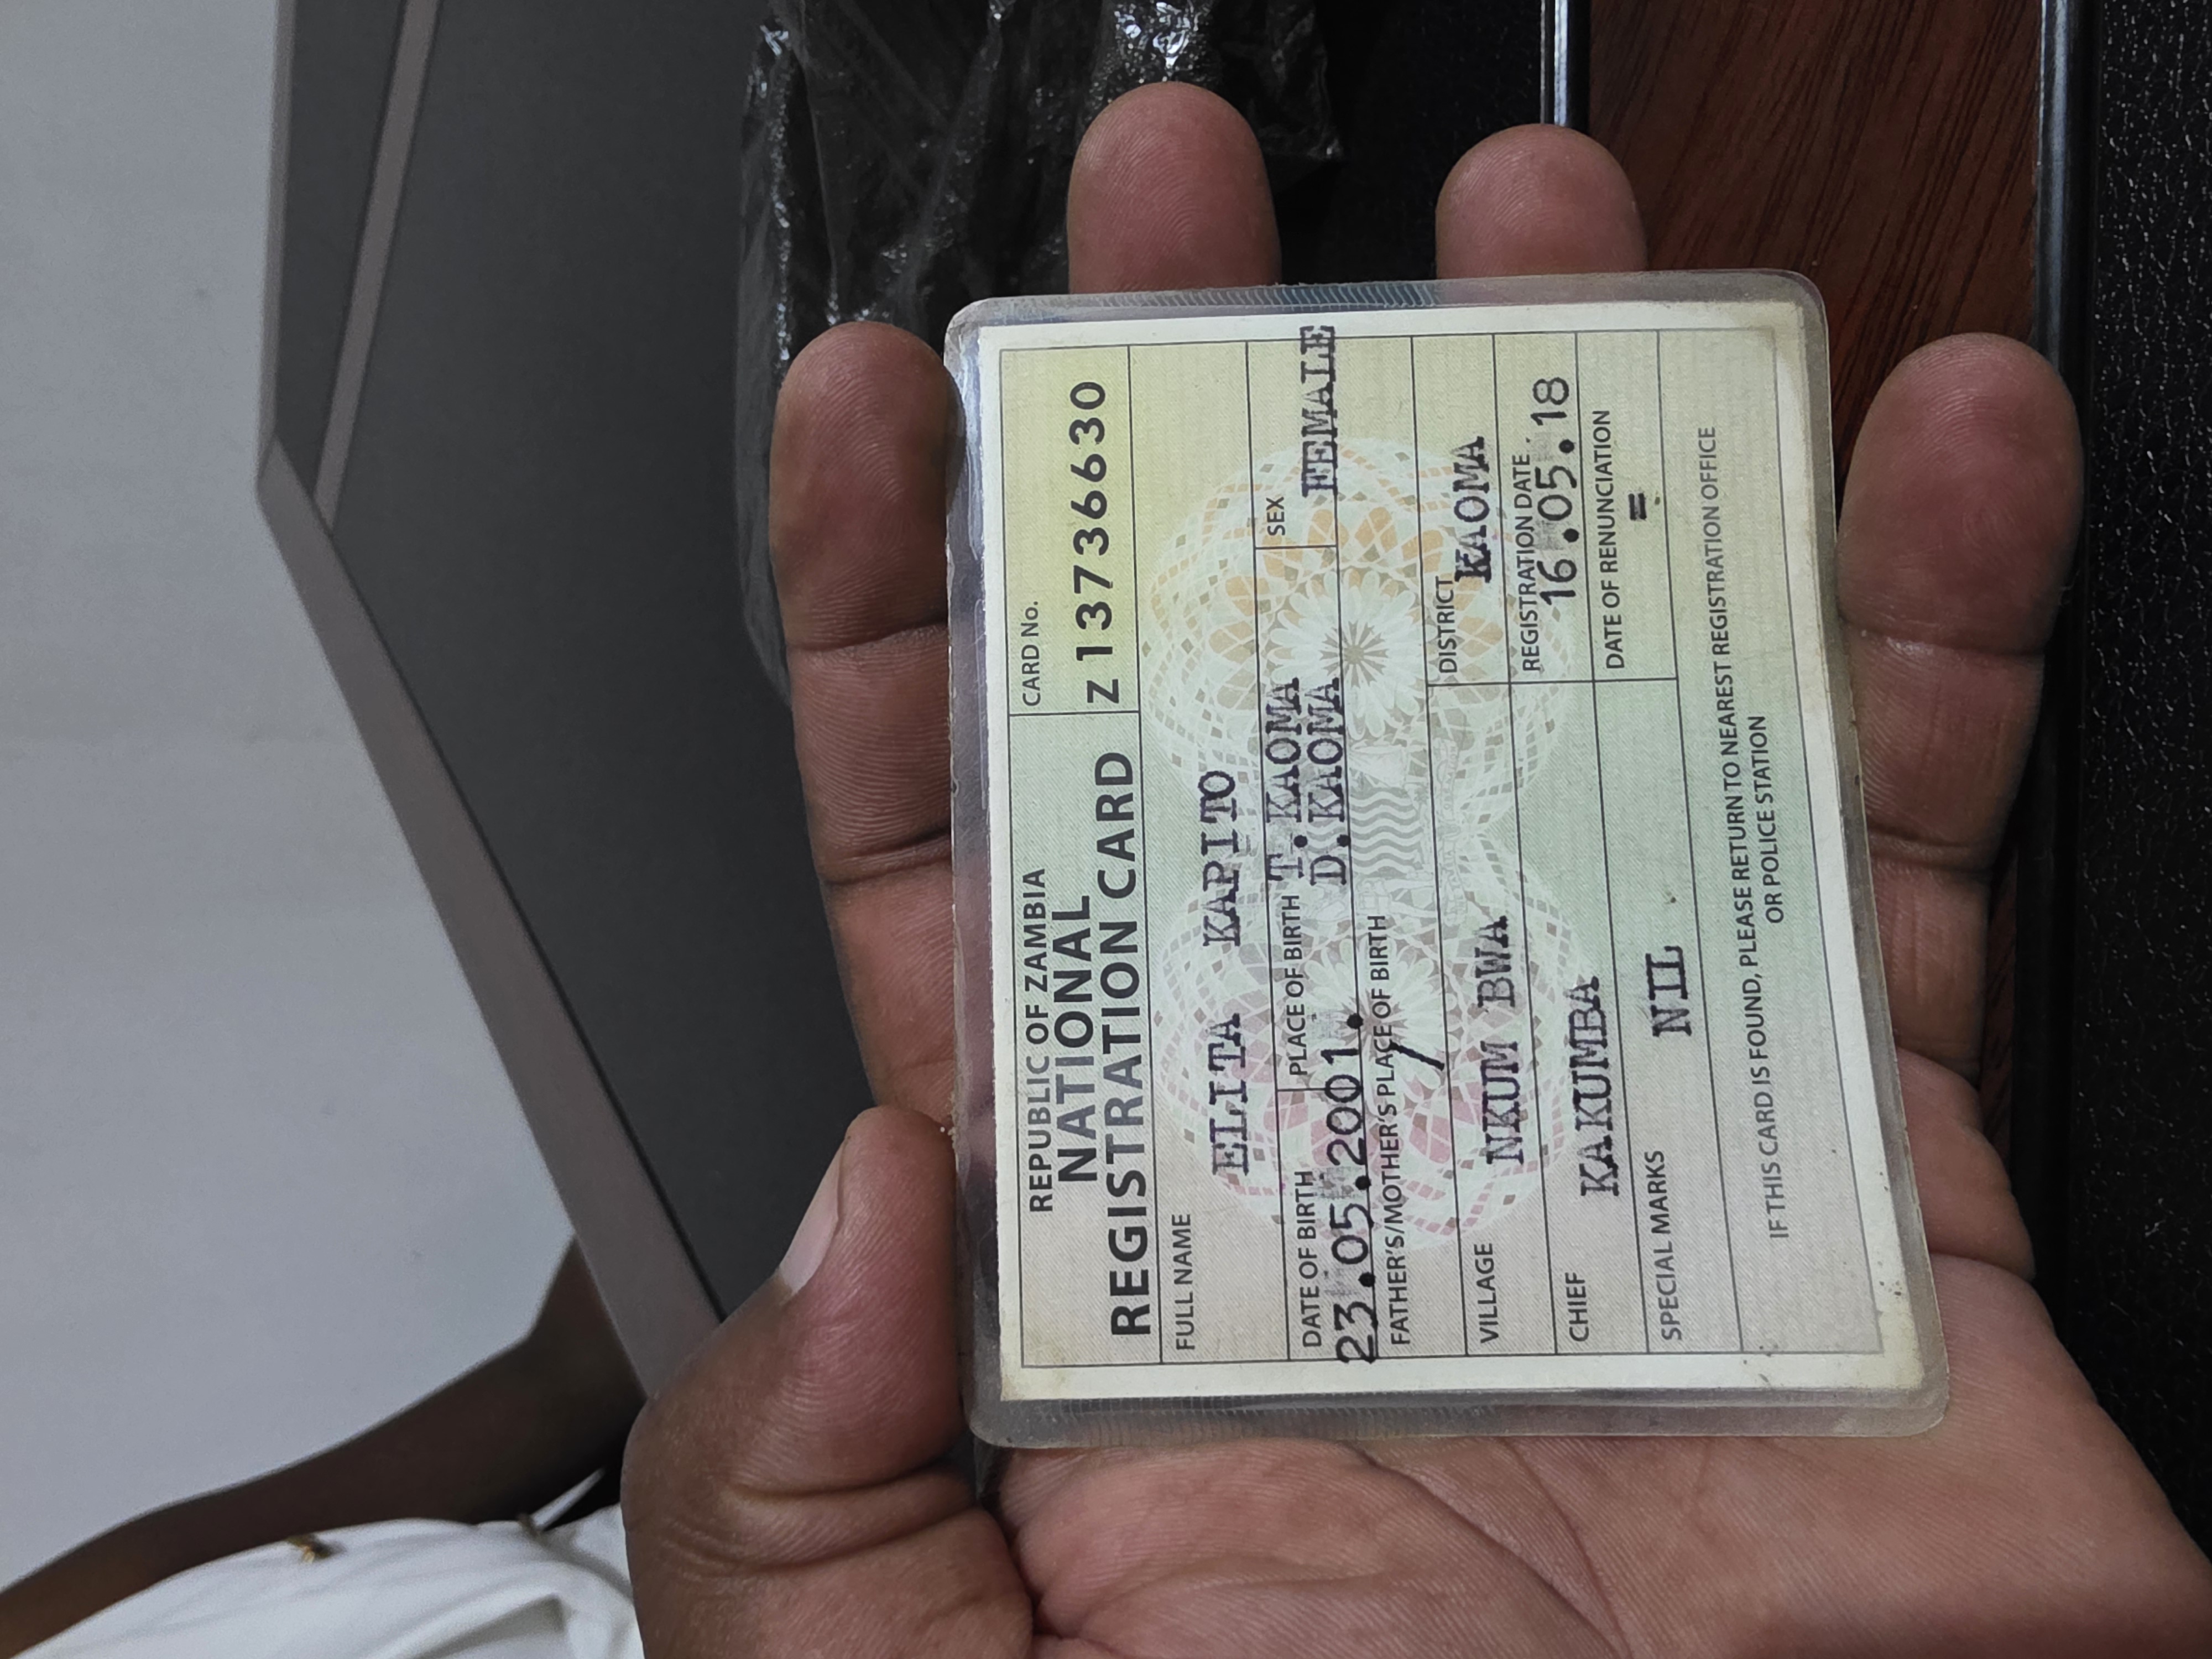 REPUBLIC OF ZAMBIA
NATIONAL
REGISTRATION CARD
CARD No.
Z 13736630
FULL NAME
ELITA KAPITO
DATE OF BIRTH
23.05.2001.
PLACE OF BIRTH T.KAOMA
D.KAOMA
SEX
FEMALE
FATHER'S/MOTHER'S PLACE OF BIRTH
/
VILLAGE
NKUM BWA
DISTRICT
KAOMA
CHIEF
KAKUMBA
REGISTRATION DATE
16.05.18
SPECIAL MARKS
NIL
DATE OF RENUNCIATION
=
IF THIS CARD IS FOUND, PLEASE RETURN TO NEAREST REGISTRATION OFFICE
OR POLICE STATION